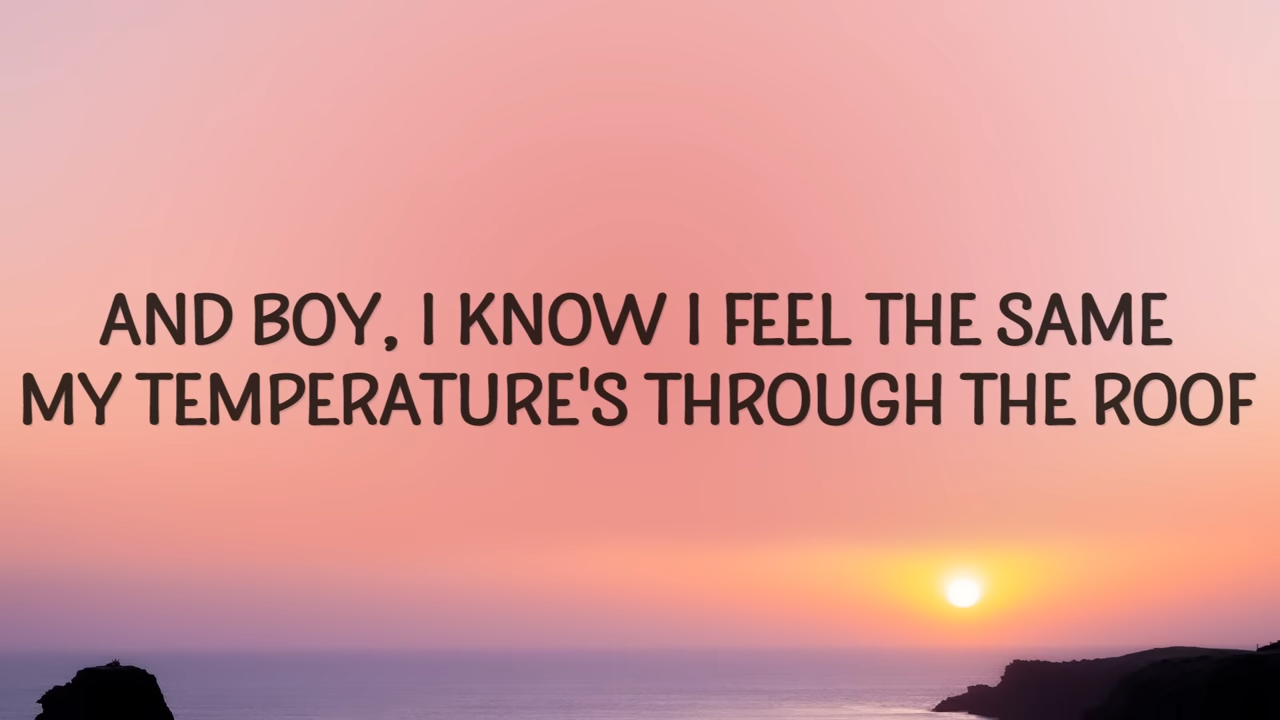 AND BOY, I KNOW I FEEL THE SAME
MY TEMPERATURE'S THROUGH THE ROOF